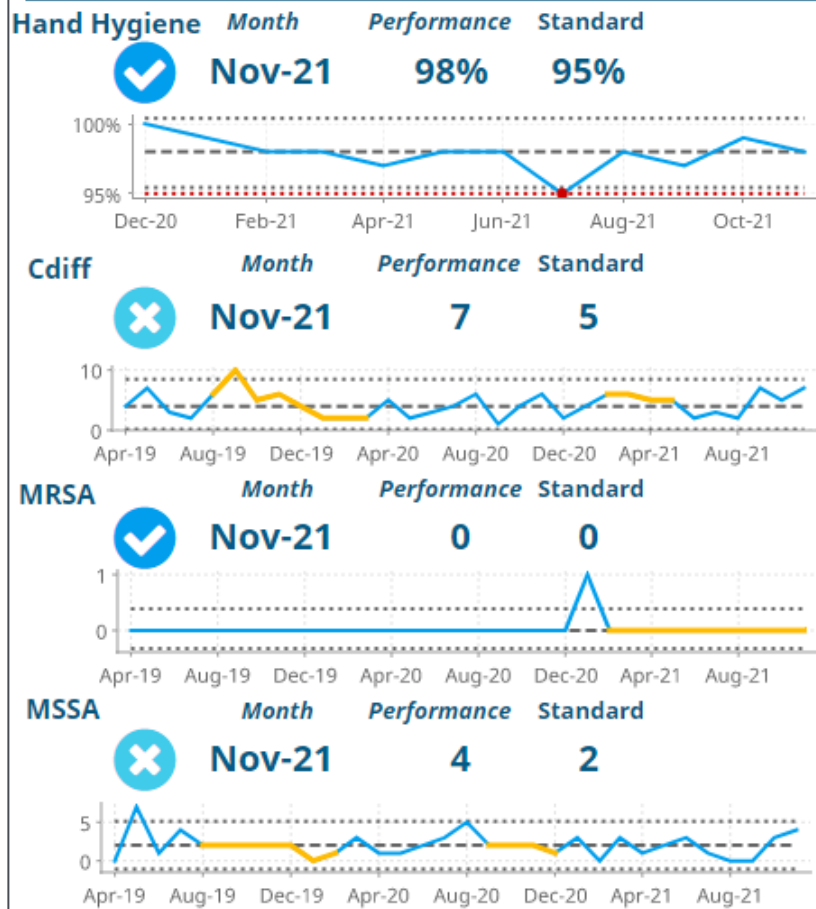 Hand Hygiene Month Performance Standard
Nov-21 98% 95%
100%
95%
Dec-20 Feb-21 Apr-21 Jun-21 Aug-21 Oct-21
Cdiff Month Performance Standard
Nov-21 7 5
10
0
Apr-19 Aug-19 Dec-19 Apr-20 Aug-20 Dec-20 Apr-21 Aug-21
MRSA Month Performance Standard
Nov-21 0 0
1
0
Apr-19 Aug-19 Dec-19 Apr-20 Aug-20 Dec-20 Apr-21 Aug-21
MSSA Month Performance Standard
Nov-21 4 2
5
0
Apr-19 Aug-19 Dec-19 Apr-20 Aug-20 Dec-20 Apr-21 Aug-21